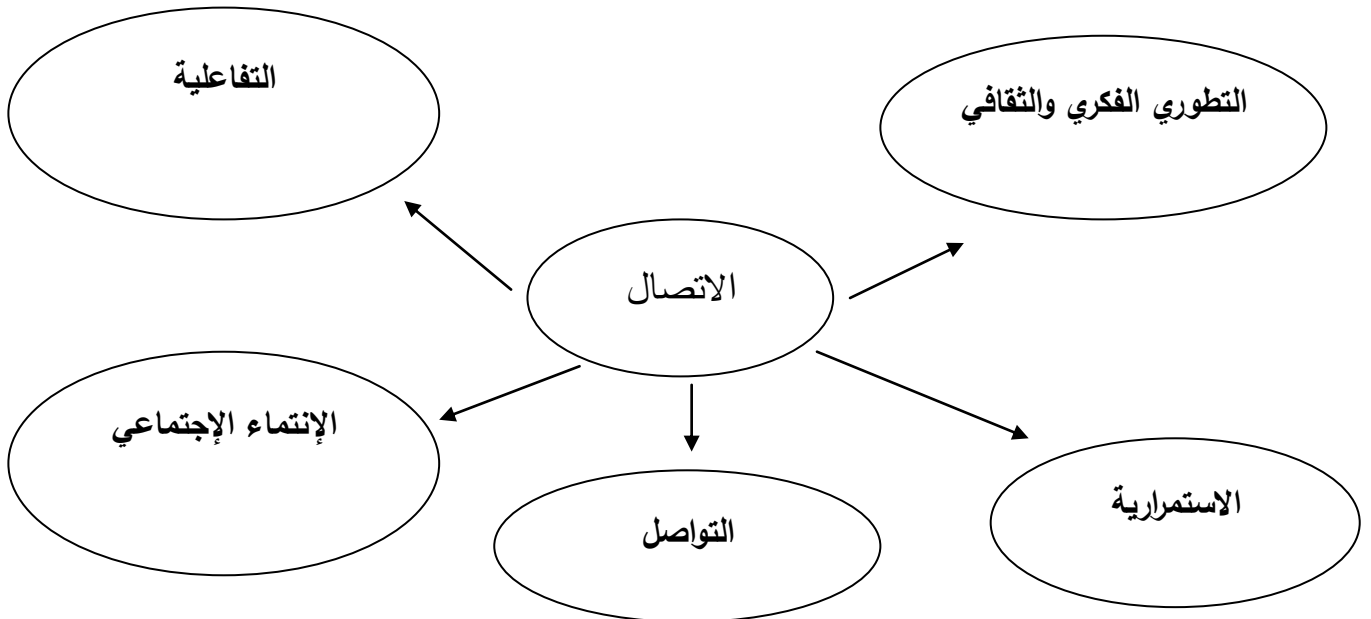 التفاعلية
التطوري الفكري والثقافي
الاتصال
الإنتماء الإجتماعي
التواصل
الاستمرارية